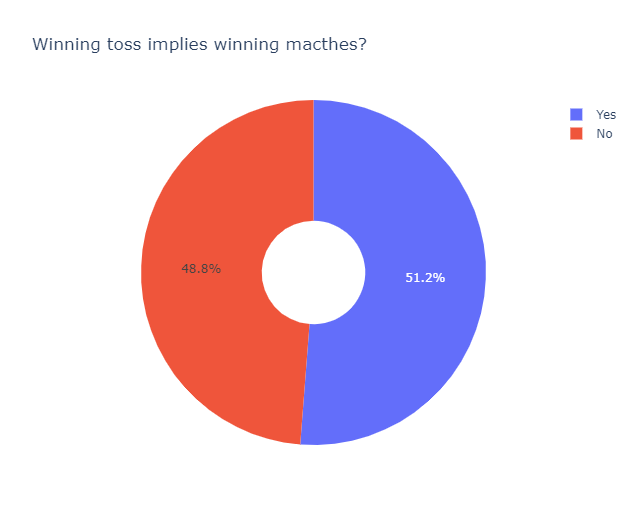 Winning toss implies winning macthes?
Yes
No
48.8%
51.2%